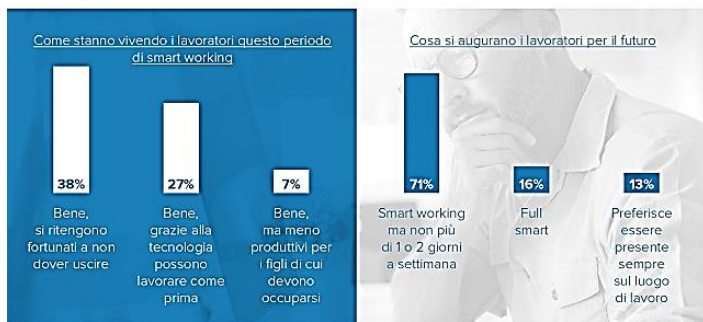 Come stanno vivendo i lavoratori questo periodo
di smart working
38%
27%
7%
Bene,
si ritengono
fortunati a non
dover uscire
Bene,
grazie alla
tecnologia
possono
lavorare come
prima
Bene,
ma meno
produttivi per
i figli di cui
devono
occuparsi
Cosa si augurano i lavoratori per il futuro
71%
16%
13%
Smart working
ma non più
di 1 o 2 giorni
a settimana
Full
smart
Preferisce
essere
presente
sempre
sul luogo
di lavoro